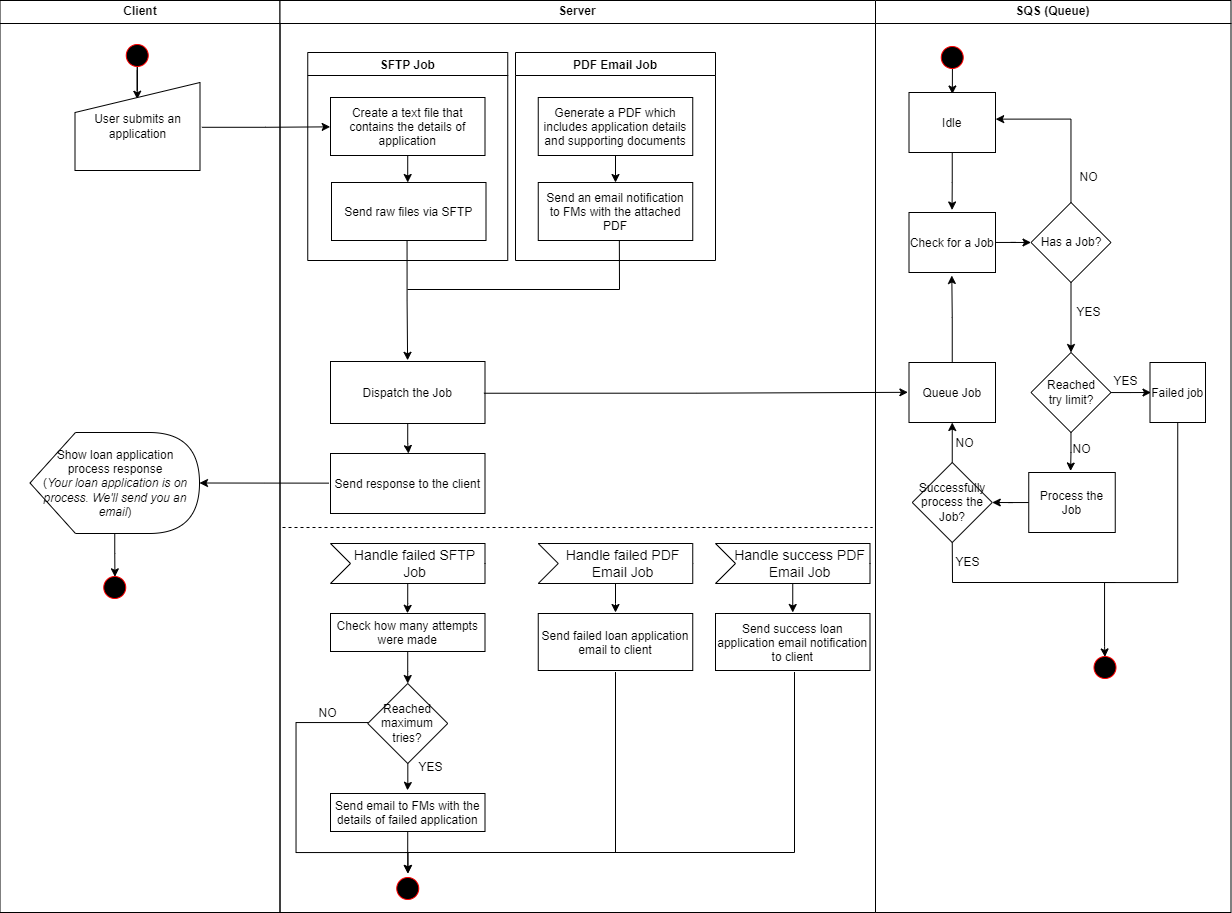 Client
Server
SQS (Queue)
SFTP Job
PDF Email Job
User submits an
application
Create a text file that
contains the details of
application
Generate a PDF which
includes application details
and supporting documents
Send raw files via SFTP
Send an email notification
to FMs with the attached
PDF
Idle
NO
Check for a Job
Has a Job?
YES
Dispatch the Job
Queue Job
Reached
try limit?
YES
Failed job
NO
NO
Show loan application
process response
(Your loan application is on
process. We'll send you an
email)
Send response to the client
Successfully
process the
Job?
Process the
Job
YES
Handle failed SFTP
Job
Handle failed PDF
Email Job
Handle success PDF
Email Job
Check how many attempts
were made
Send failed loan application
email to client
Send success loan
application email notification
to client
Reached
maximum
tries?
NO
YES
Send email to FMs with the
details of failed application